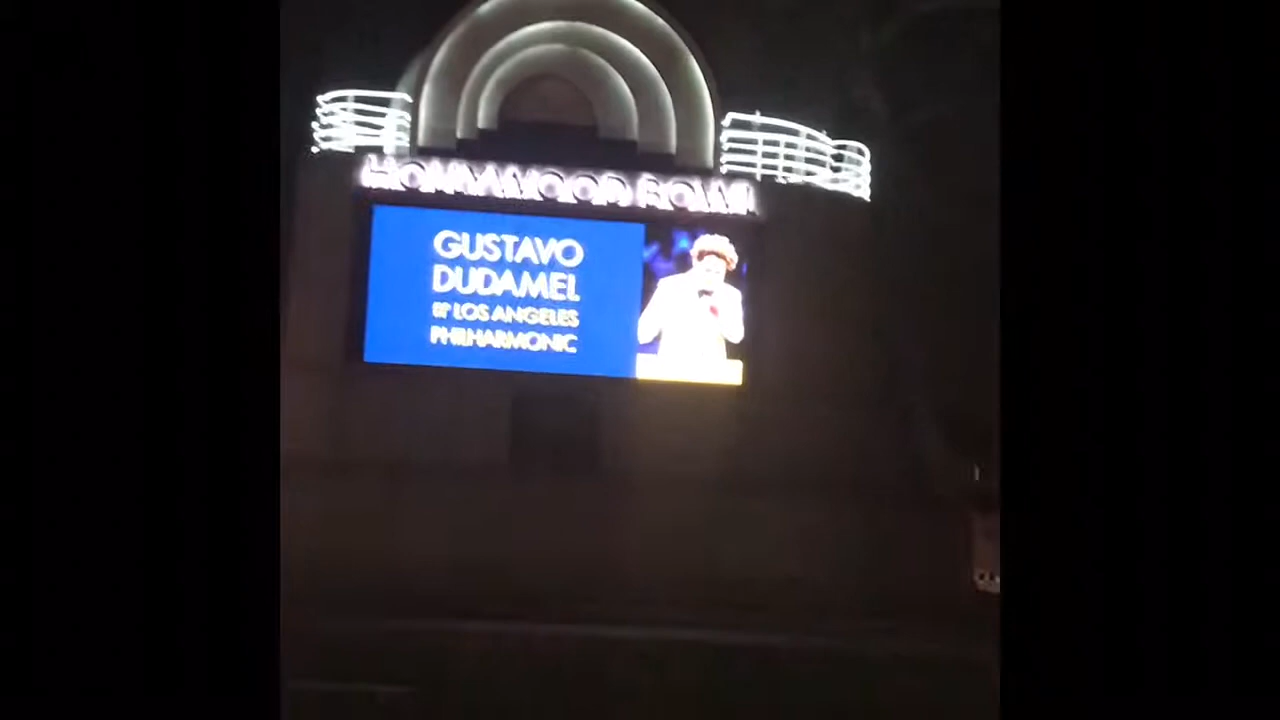 HOLLYWOOD BOWL
GUSTAVO
DUDAMEL
& LOS ANGELES
PHILHARMONIC